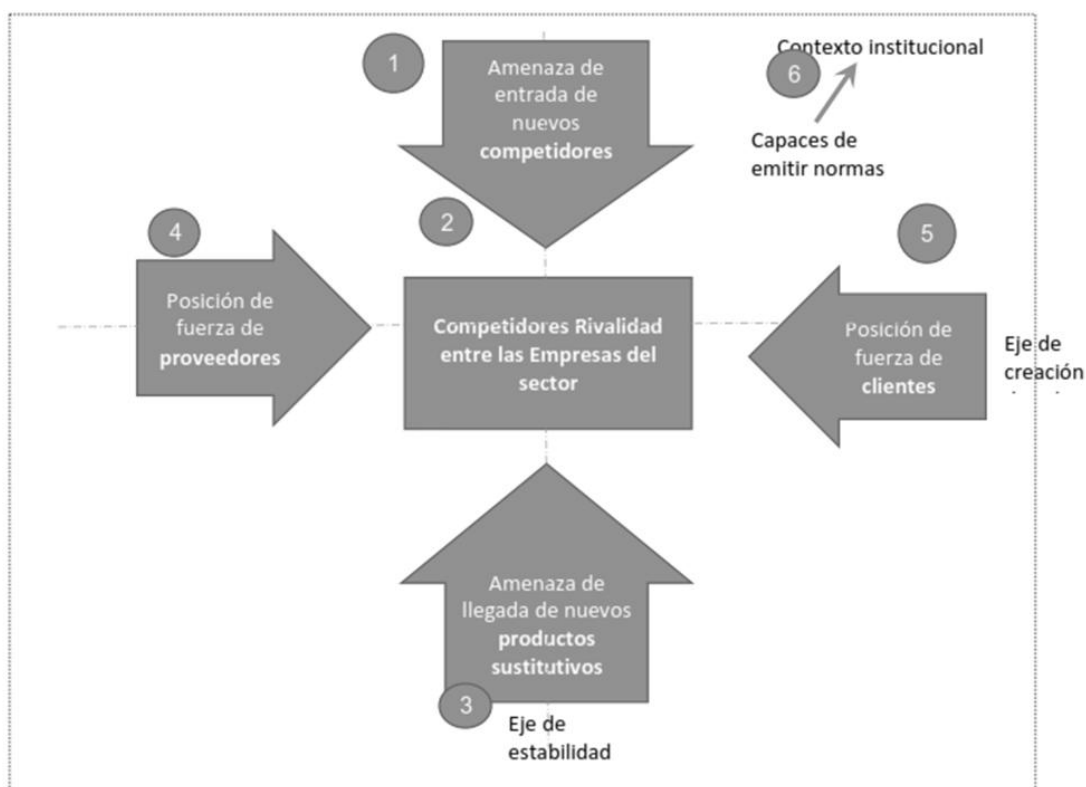 1
Amenaza de
entrada de
nuevos
competidores
Contexto institucional
6
Capaces de
emitir normas
2
4
5
Posición de
fuerza de
proveedores
Competidores Rivalidad
entre las Empresas del
sector
Posición de
fuerza de
clientes
Eje de
creación
Amenaza de
llegada de nuevos
productos
sustitutivos
3
Eje de
estabilidad